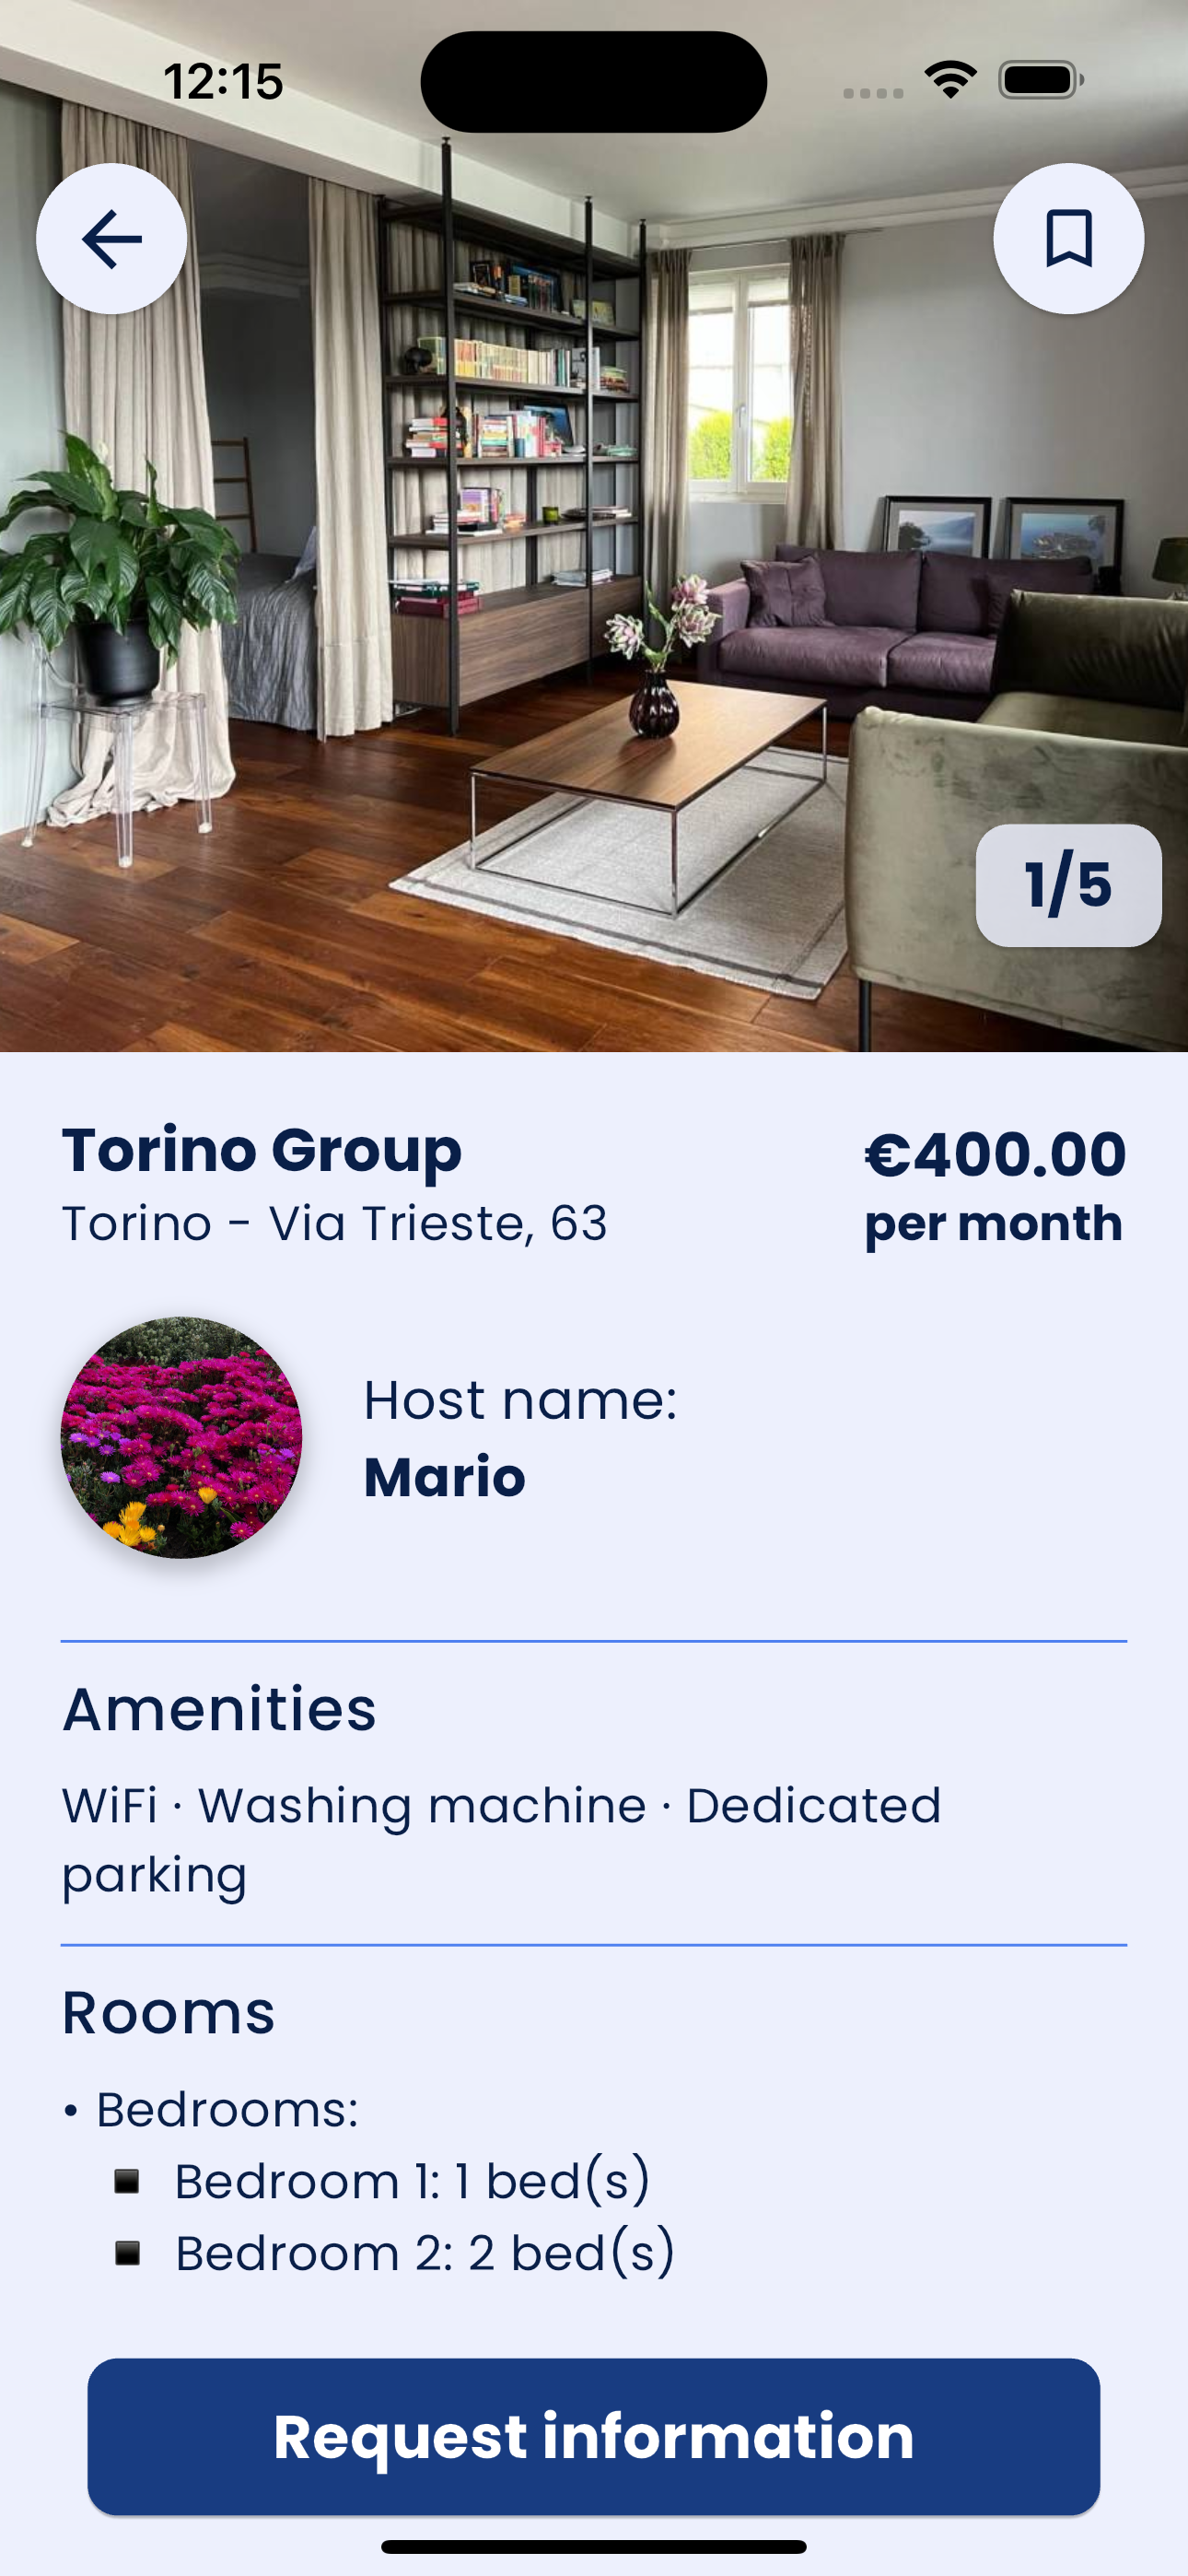 12:15
1/5
Torino Group
€400.00
Torino - Via Trieste, 63
per month
Host name:
Mario
Amenities
WiFi · Washing machine · Dedicated
parking
Rooms
• Bedrooms:
▪ Bedroom 1: 1 bed(s)
▪ Bedroom 2: 2 bed(s)
Request information